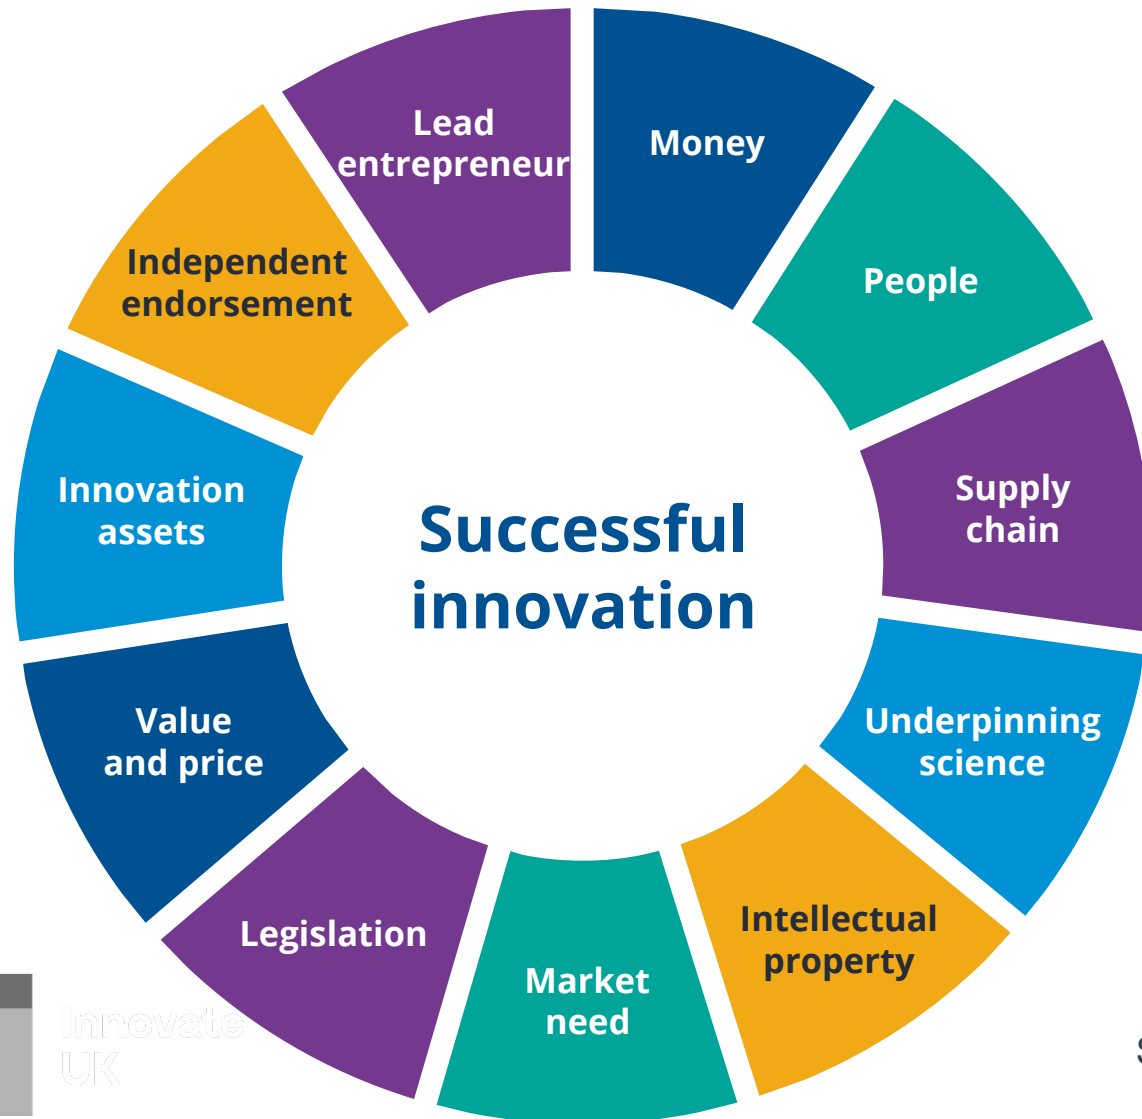 Lead
entrepreneur
Money
Independent
endorsement
People
Innovation
assets
Supply
chain
Successful
innovation
Value
and price
Underpinning
science
Legislation
Intellectual
property
Market
need
Innovate
UK